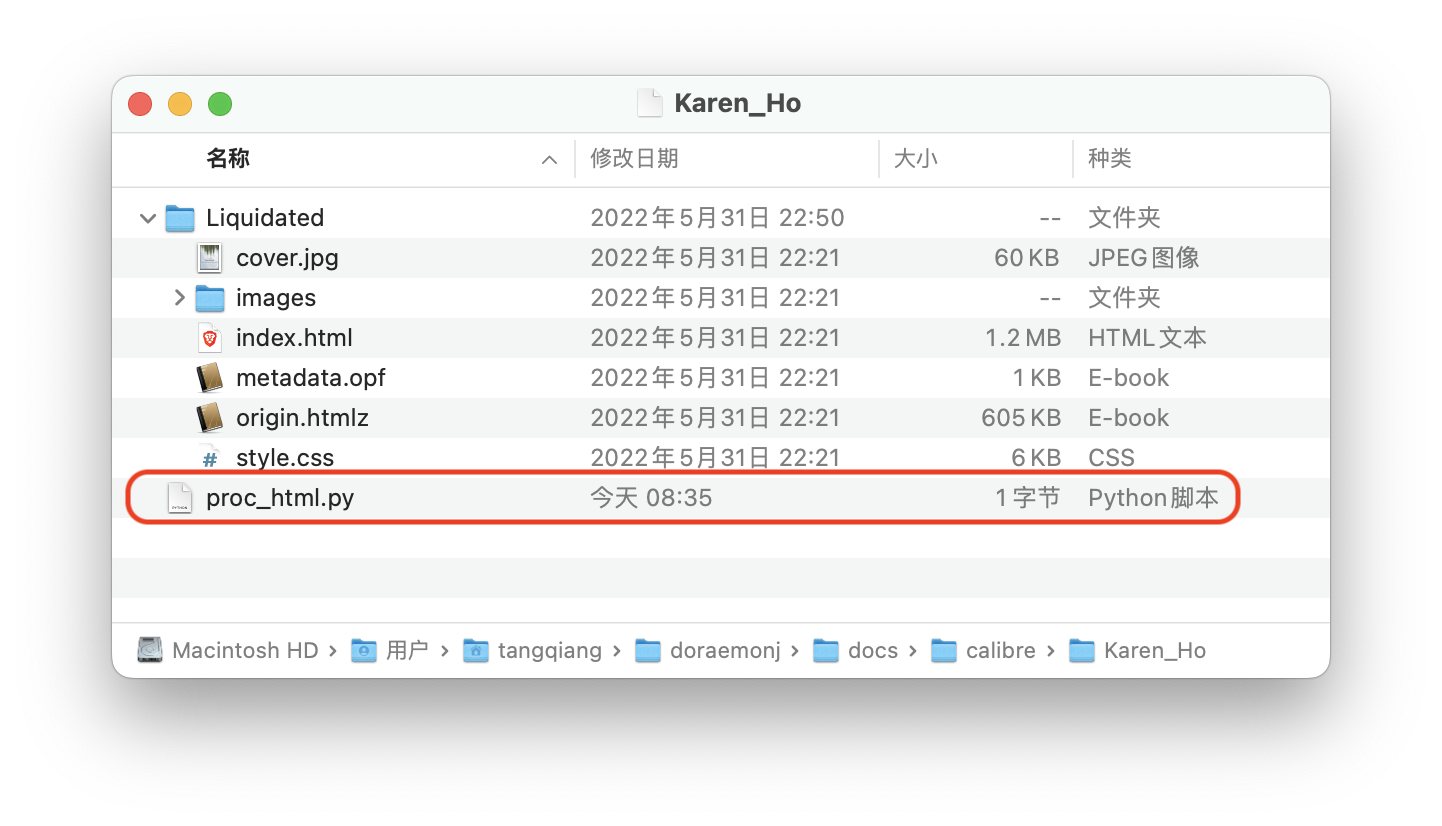 Karen_Ho
名称 修改日期 大小 种类
Liquidated 2022年5月31日 22:50 -- 文件夹
cover.jpg 2022年5月31日 22:21 60 KB JPEG图像
images 2022年5月31日 22:21 -- 文件夹
index.html 2022年5月31日 22:21 1.2 MB HTML文本
metadata.opf 2022年5月31日 22:21 1 KB E-book
origin.htmlz 2022年5月31日 22:21 605 KB E-book
style.css 2022年5月31日 22:21 6 KB CSS
proc_html.py 今天 08:35 1 字节 Python脚本
Macintosh HD › 用户 › tangqiang › doraemonj › docs › calibre › Karen_Ho